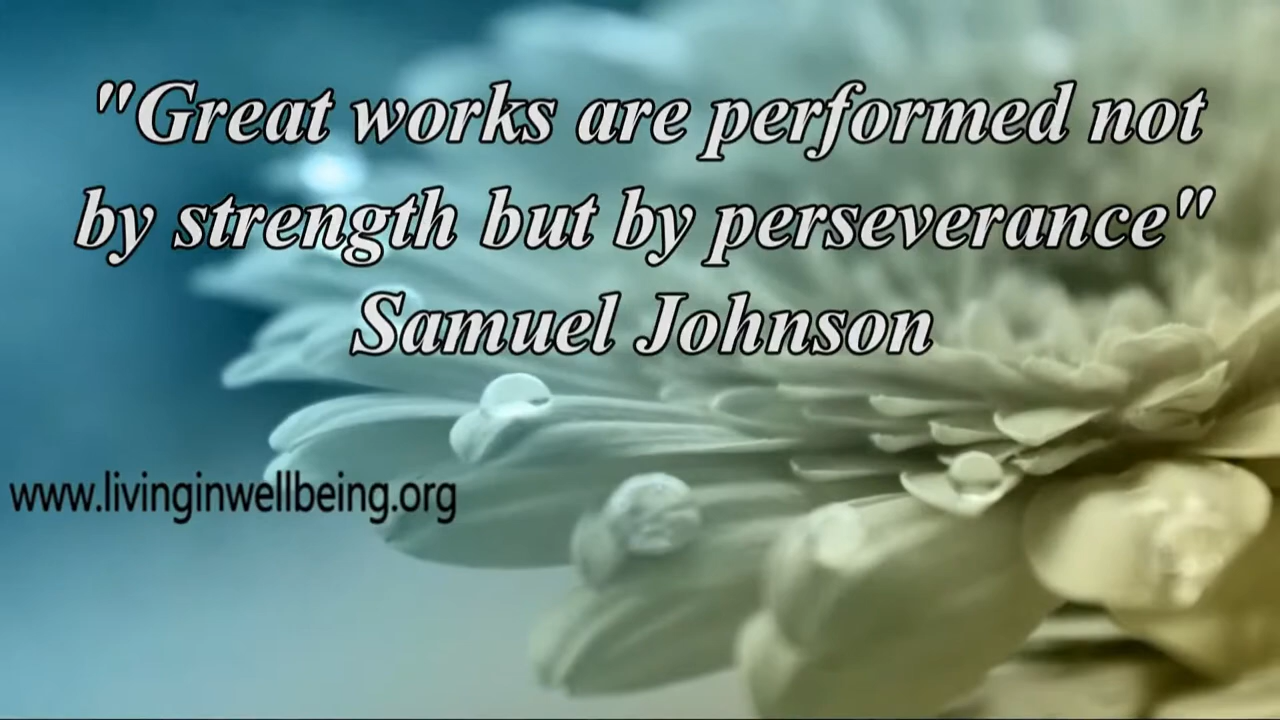 "Great works are performed not
by strength but by perseverance"
Samuel Johnson
www.livinginwellbeing.org